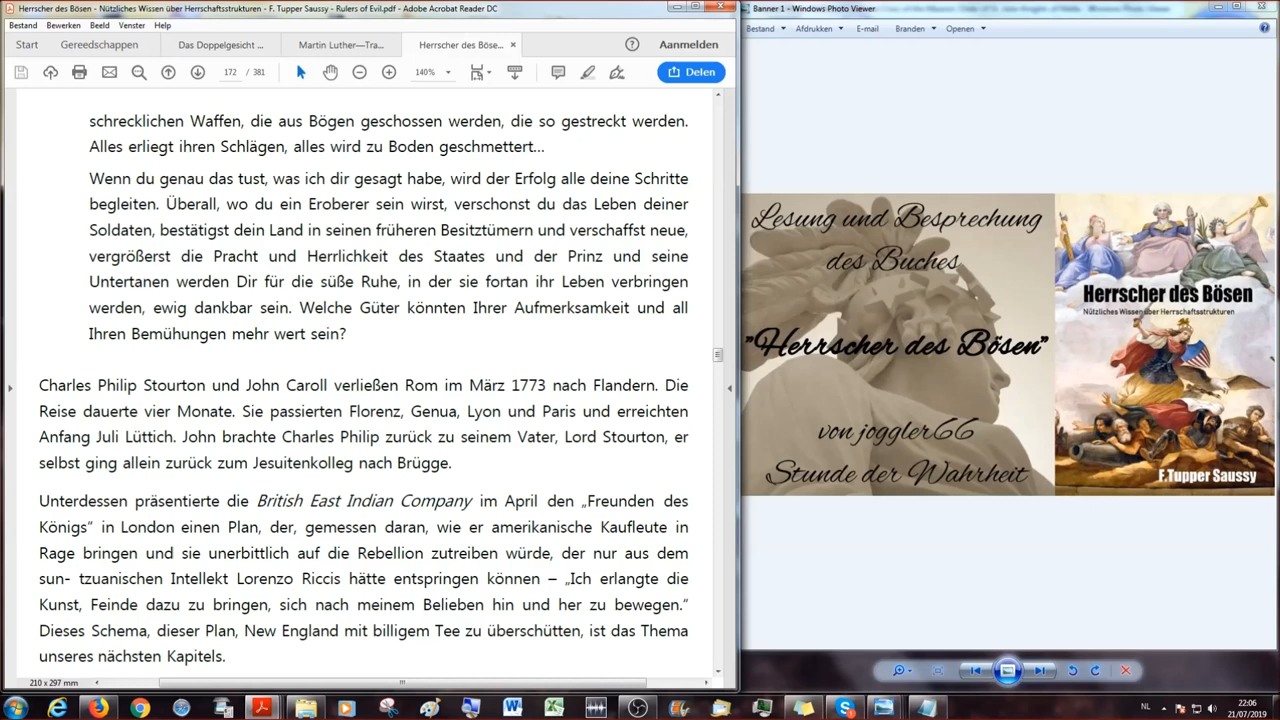 Herrscher des Bösen - Nützliches Wissen über Herrschaftsstrukturen - F. Tupper Saussy - Rulers of Evil.pdf - Adobe Acrobat Reader DC
Bestand Bewerken Beeld Venster Help
Start Gereedschappen Das Doppelgesicht ... Martin Luther—Tra... Herrscher des Böse... × Aanmelden
172 / 381 140% Delen
schrecklichen Waffen, die aus Bögen geschossen werden, die so gestreckt werden.
Alles erliegt ihren Schlägen, alles wird zu Boden geschmettert...
Wenn du genau das tust, was ich dir gesagt habe, wird der Erfolg alle deine Schritte
begleiten. Überall, wo du ein Eroberer sein wirst, verschonst du das Leben deiner
Soldaten, bestätigst dein Land in seinen früheren Besitztümern und verschaffst neue,
vergrößerst die Pracht und Herrlichkeit des Staates und der Prinz und seine
Untertanen werden Dir für die süße Ruhe, in der sie fortan ihr Leben verbringen
werden, ewig dankbar sein. Welche Güter könnten Ihrer Aufmerksamkeit und all
Ihren Bemühungen mehr wert sein?
Charles Philip Stourton und John Caroll verließen Rom im März 1773 nach Flandern. Die
Reise dauerte vier Monate. Sie passierten Florenz, Genua, Lyon und Paris und erreichten
Anfang Juli Lüttich. John brachte Charles Philip zurück zu seinem Vater, Lord Stourton, er
selbst ging allein zurück zum Jesuitenkolleg nach Brügge.
Unterdessen präsentierte die British East Indian Company im April den „Freunden des
Königs“ in London einen Plan, der, gemessen daran, wie er amerikanische Kaufleute in
Rage bringen und sie unerbittlich auf die Rebellion zutreiben würde, der nur aus dem
sun- tzuanischen Intellekt Lorenzo Riccis hätte entspringen können – „Ich erlangte die
Kunst, Feinde dazu zu bringen, sich nach meinem Belieben hin und her zu bewegen.“
Dieses Schema, dieser Plan, New England mit billigem Tee zu überschütten, ist das Thema
unseres nächsten Kapitels.
210 x 297 mm
Banner 1 - Windows Photo Viewer
Bestand Afdrukken E-mail Branden Openen
Lesung und Besprechung
des Buches
"Herrscher des Bösen"
von joggler66
Stunde der Wahrheit
Herrscher des Bösen
Nützliches Wissen über Herrschaftsstrukturen
F.Tupper Saussy
NL 22:06
21/07/2019